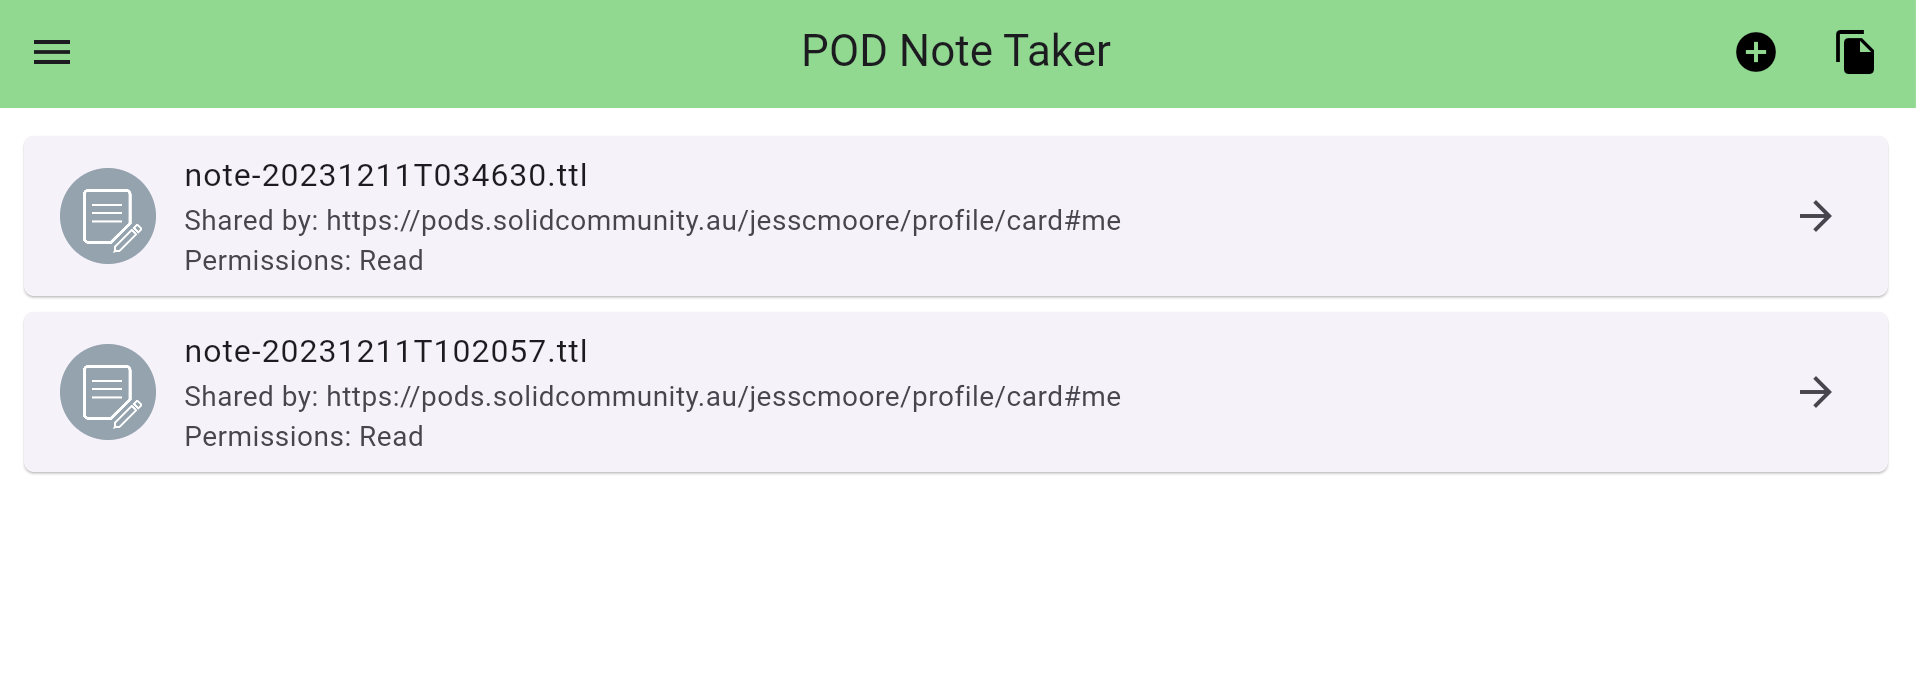 POD Note Taker
note-20231211T034630.ttl
Shared by: https://pods.solidcommunity.au/jesscmoore/profile/card#me
Permissions: Read
note-20231211T102057.ttl
Shared by: https://pods.solidcommunity.au/jesscmoore/profile/card#me
Permissions: Read